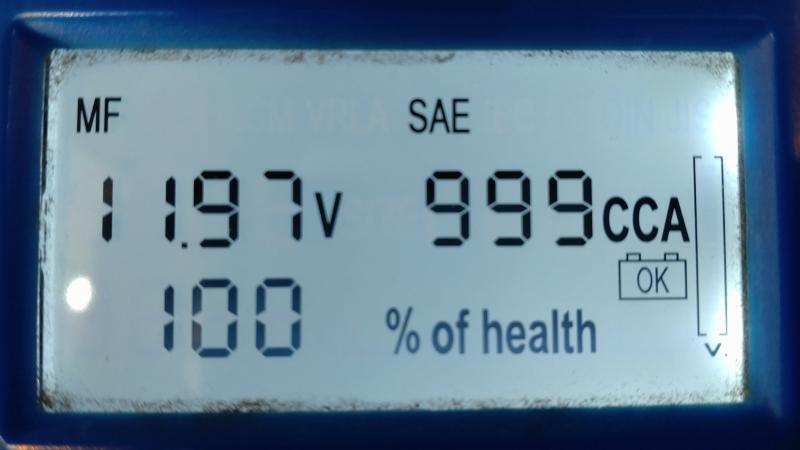 MF SAE
11.97V 999CCA
OK
100 % of health